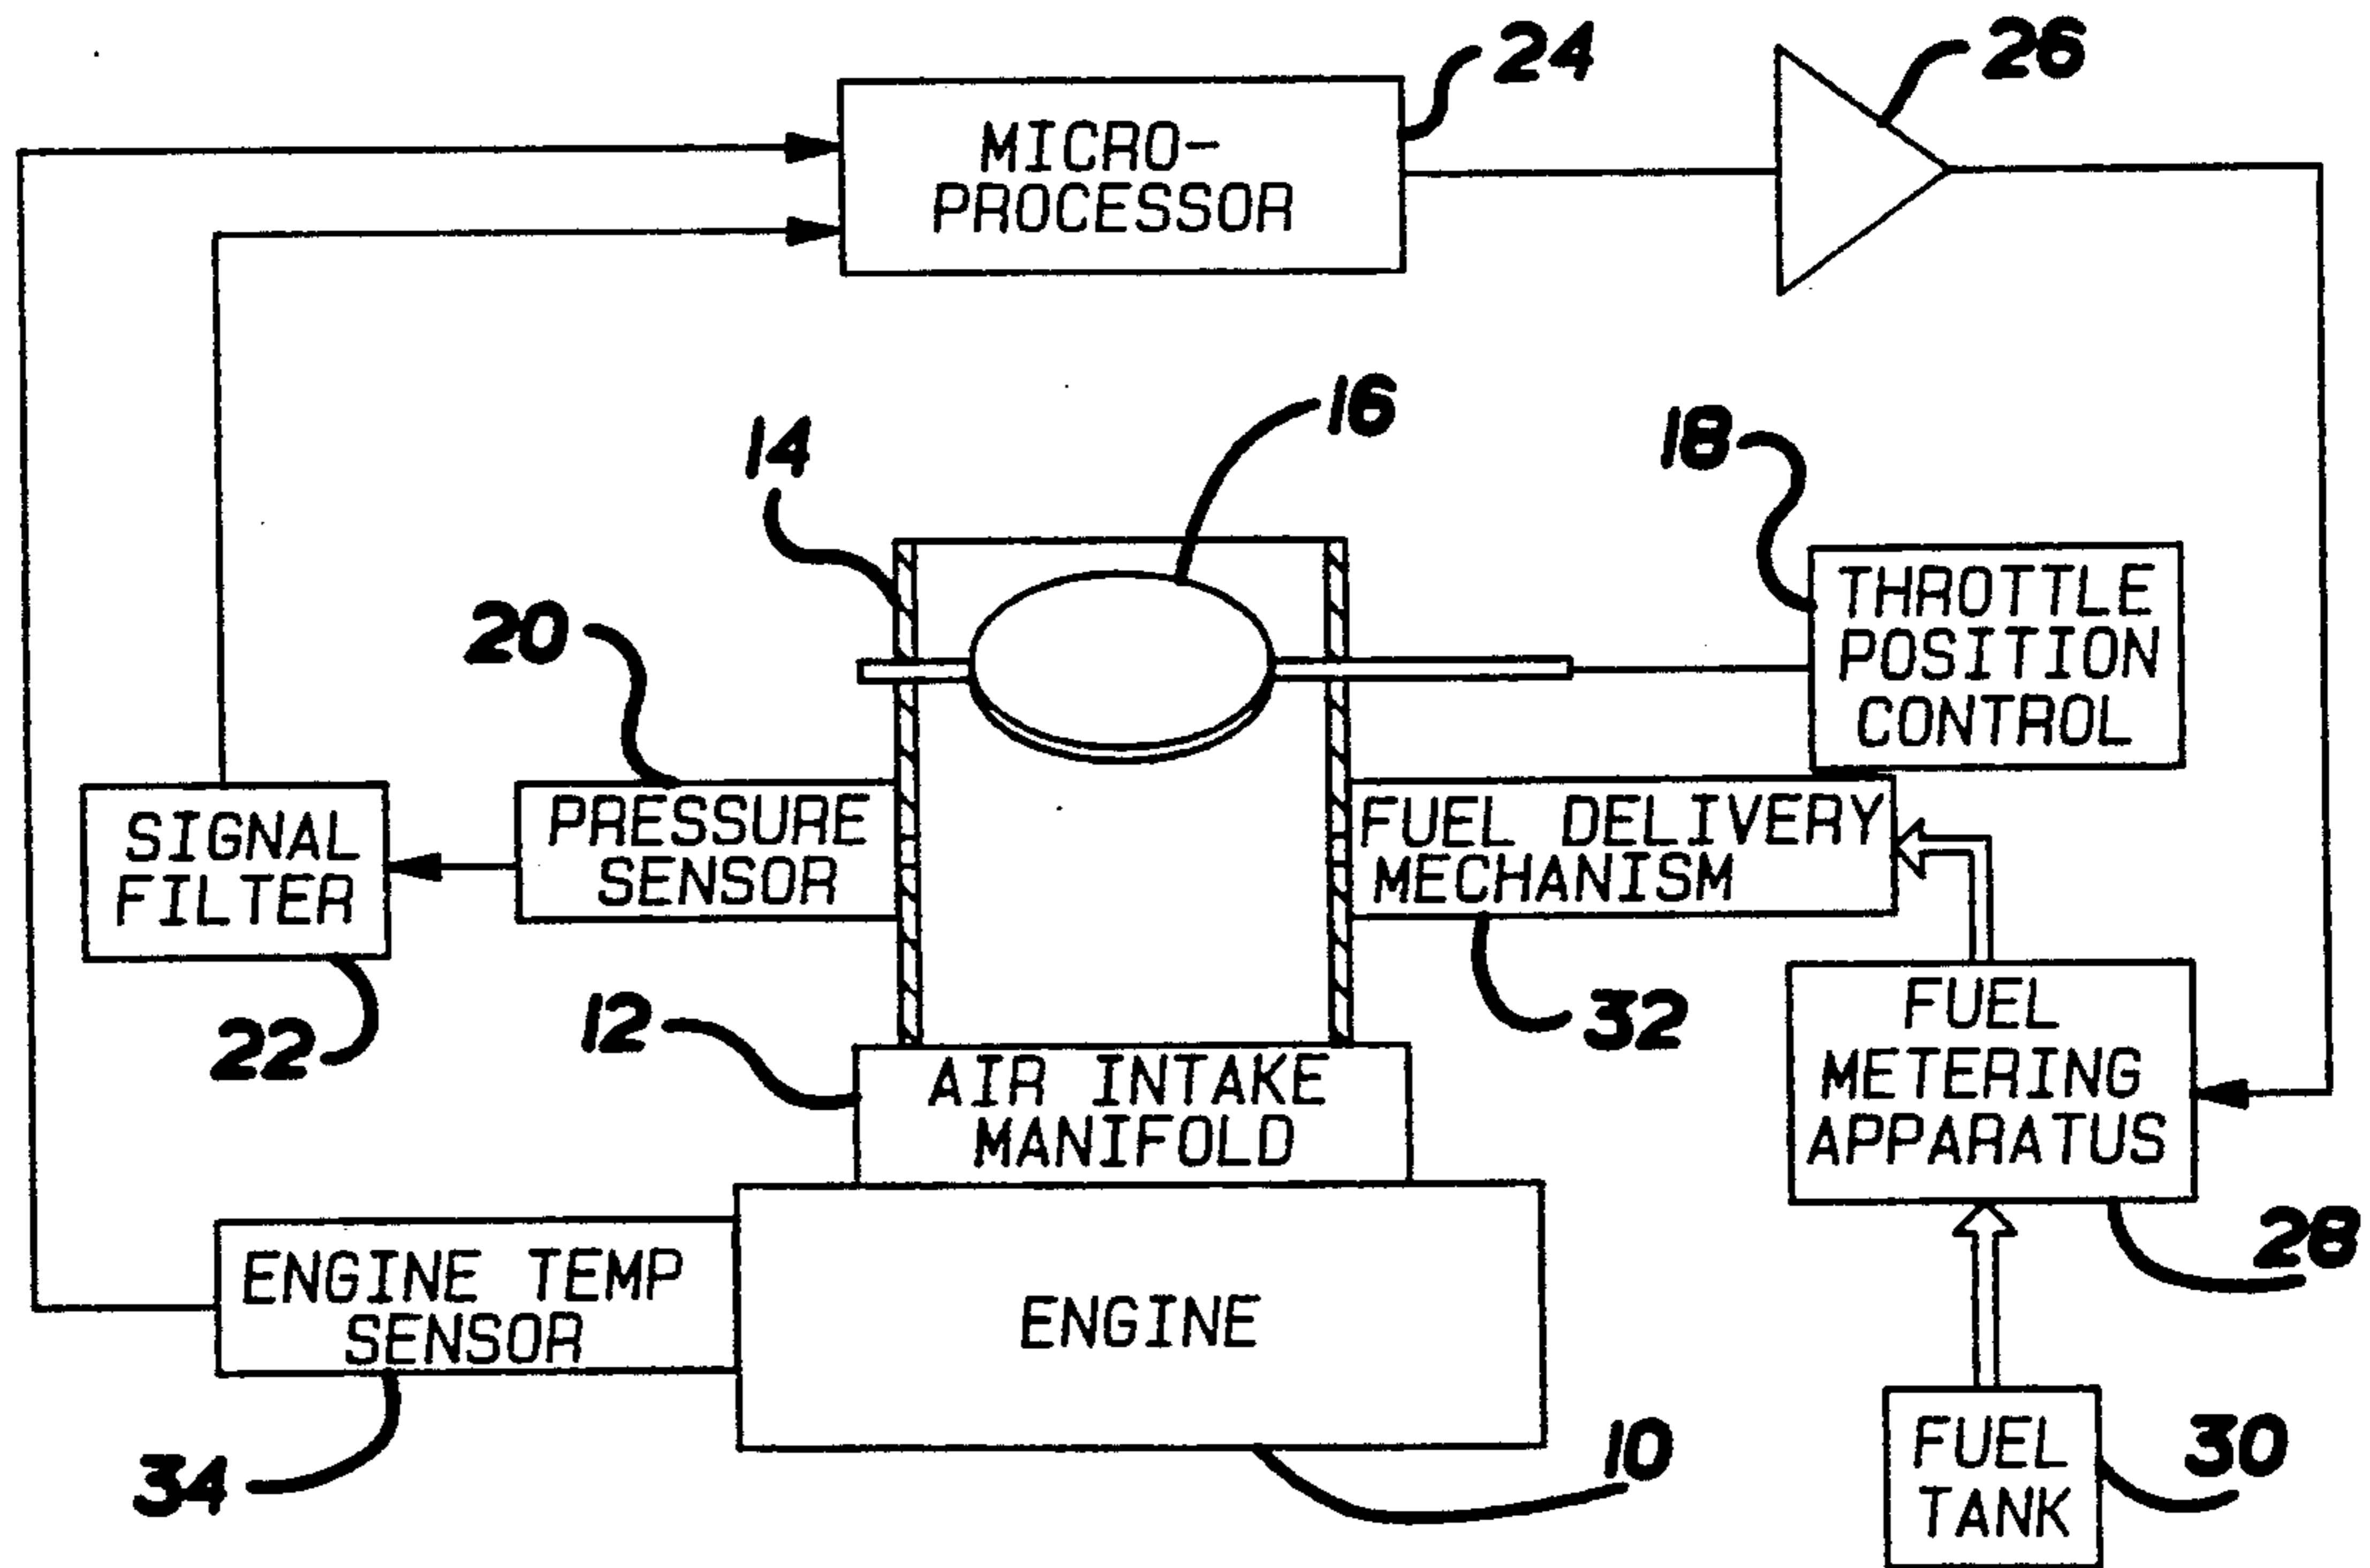 24
26
MICRO-
PROCESSOR
16
14
18
THROTTLE
POSITION
CONTROL
20
PRESSURE
SENSOR
FUEL DELIVERY
MECHANISM
SIGNAL
FILTER
22
12
32
FUEL
METERING
APPARATUS
AIR INTAKE
MANIFOLD
28
ENGINE TEMP
SENSOR
ENGINE
34
10
FUEL
TANK
30